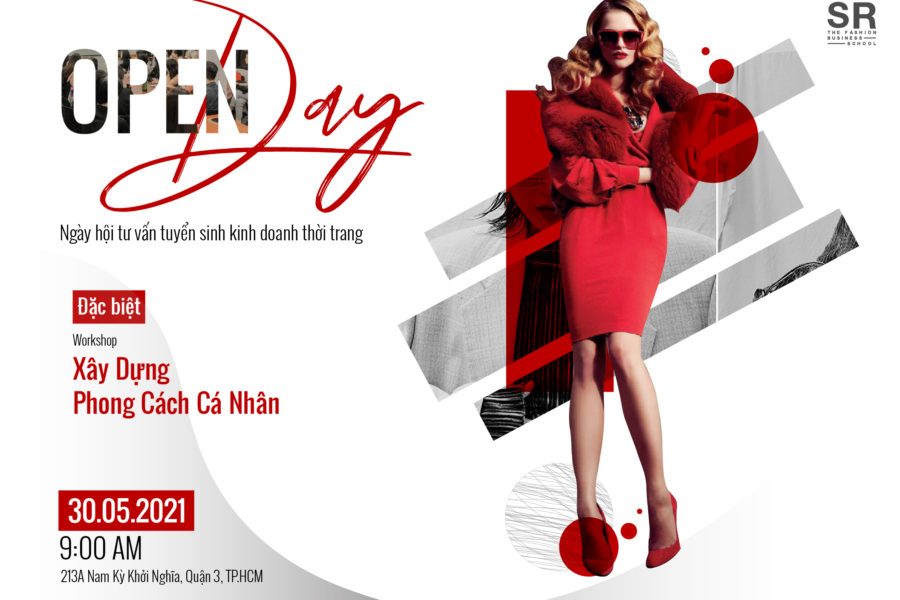 OPEN Day
SR
THE FASHION
BUSINESS
SCHOOL
Ngày hội tư vấn tuyển sinh kinh doanh thời trang
Đặc biệt
Workshop
Xây Dựng
Phong Cách Cá Nhân
30.05.2021
9:00 AM
213A Nam Kỳ Khởi Nghĩa, Quận 3, TP.HCM